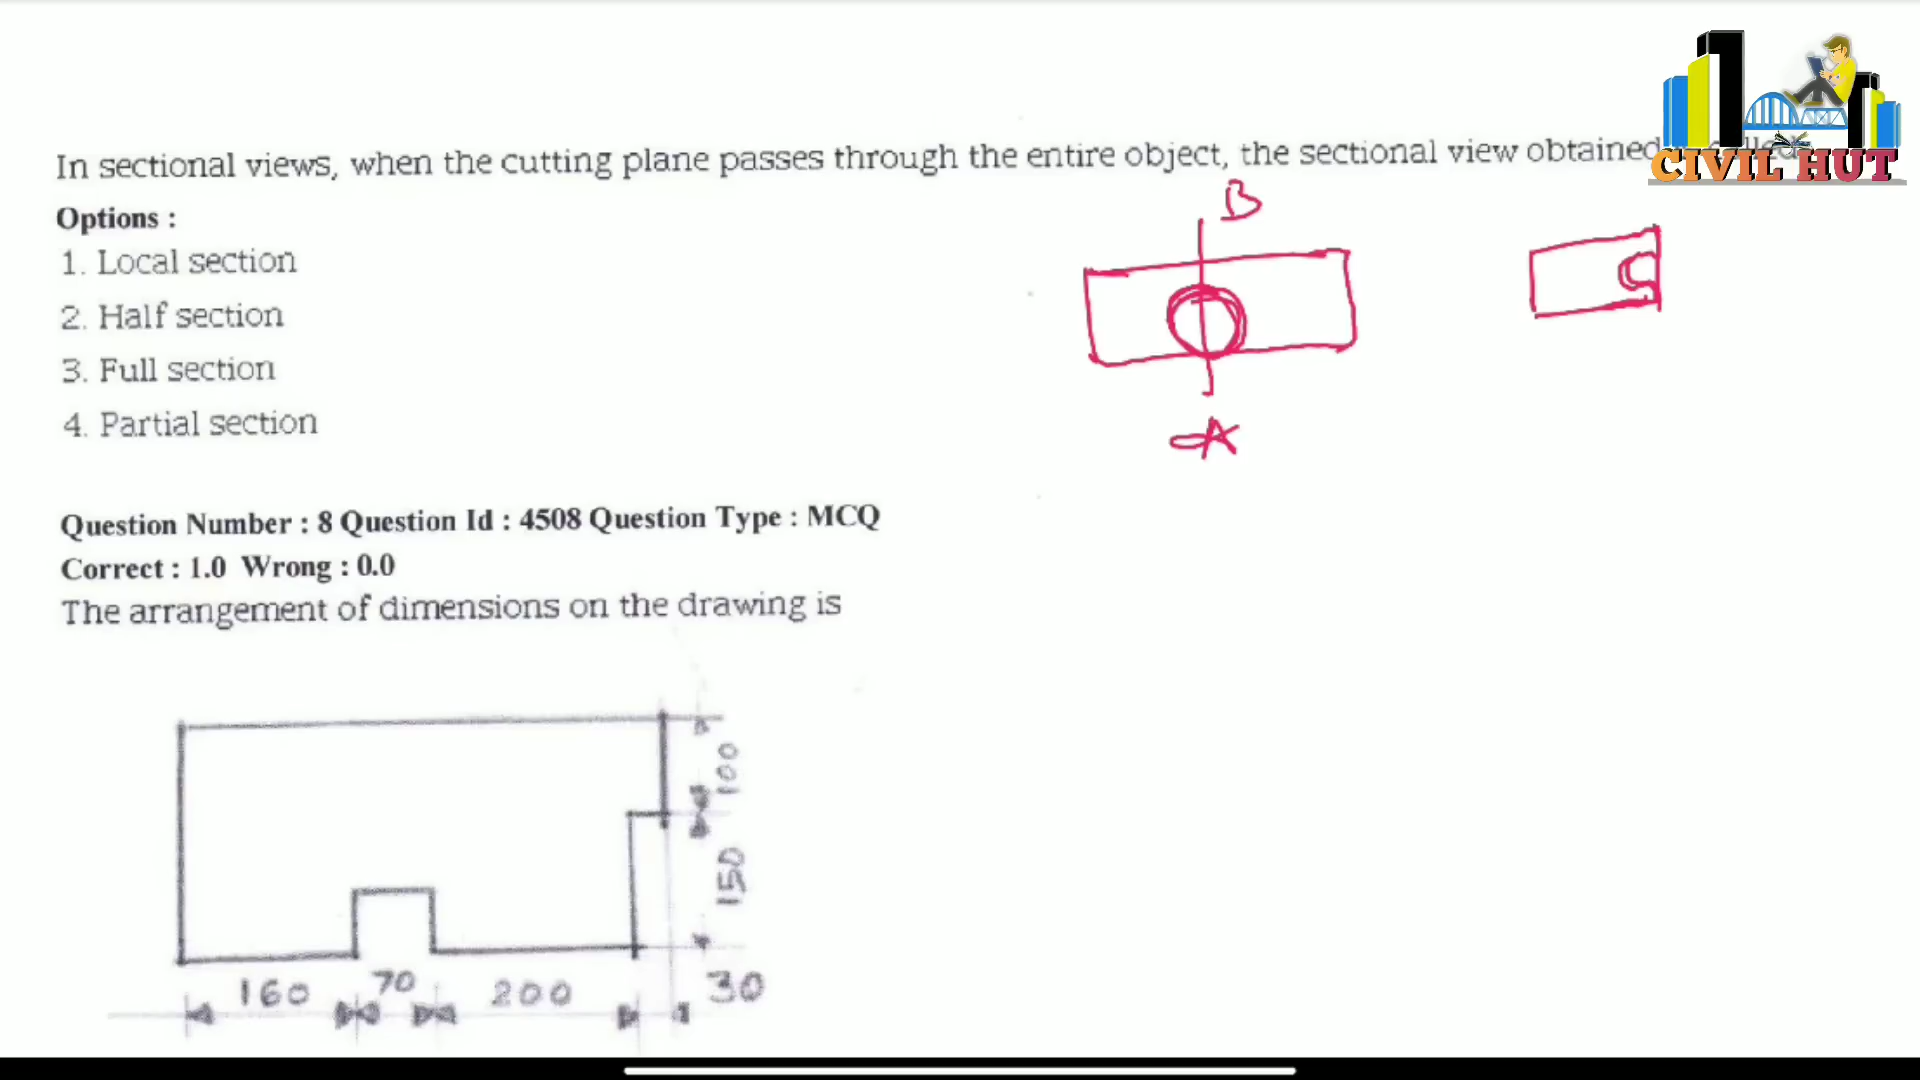 In sectional views, when the cutting plane passes through the entire object, the sectional view obtained
CIVIL HUT
Options :
1. Local section
2. Half section
3. Full section
4. Partial section
B
A
Question Number : 8 Question Id : 4508 Question Type : MCQ
Correct : 1.0 Wrong : 0.0
The arrangement of dimensions on the drawing is
100
150
160 70 200 30